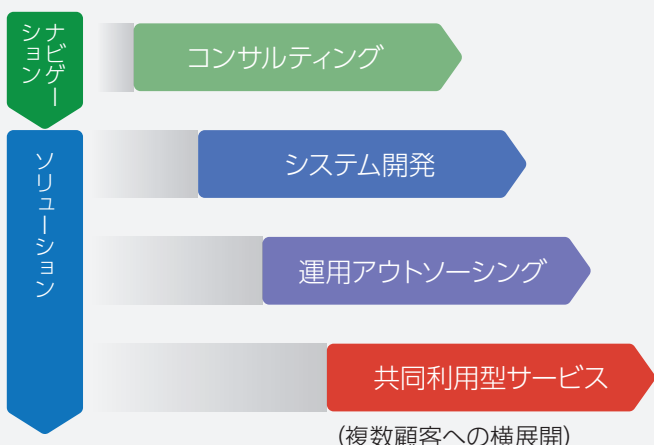 ナビゲー
ション
コンサルティング
ソリューション
システム開発
運用アウトソーシング
共同利用型サービス
(複数顧客への横展開)